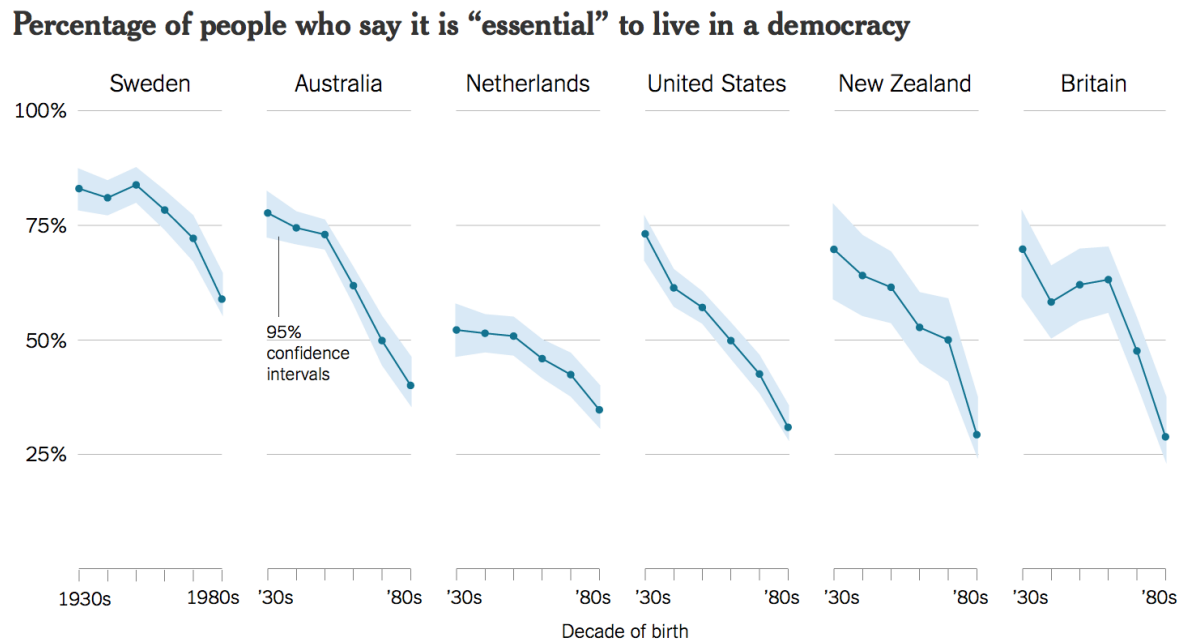 Percentage of people who say it is “essential” to live in a democracy
Sweden Australia Netherlands United States New Zealand Britain
100%
75%
50%
25%
95%
confidence
intervals
1930s 1980s ’30s ’80s ’30s ’80s ’30s ’80s ’30s ’80s ’30s ’80s
Decade of birth